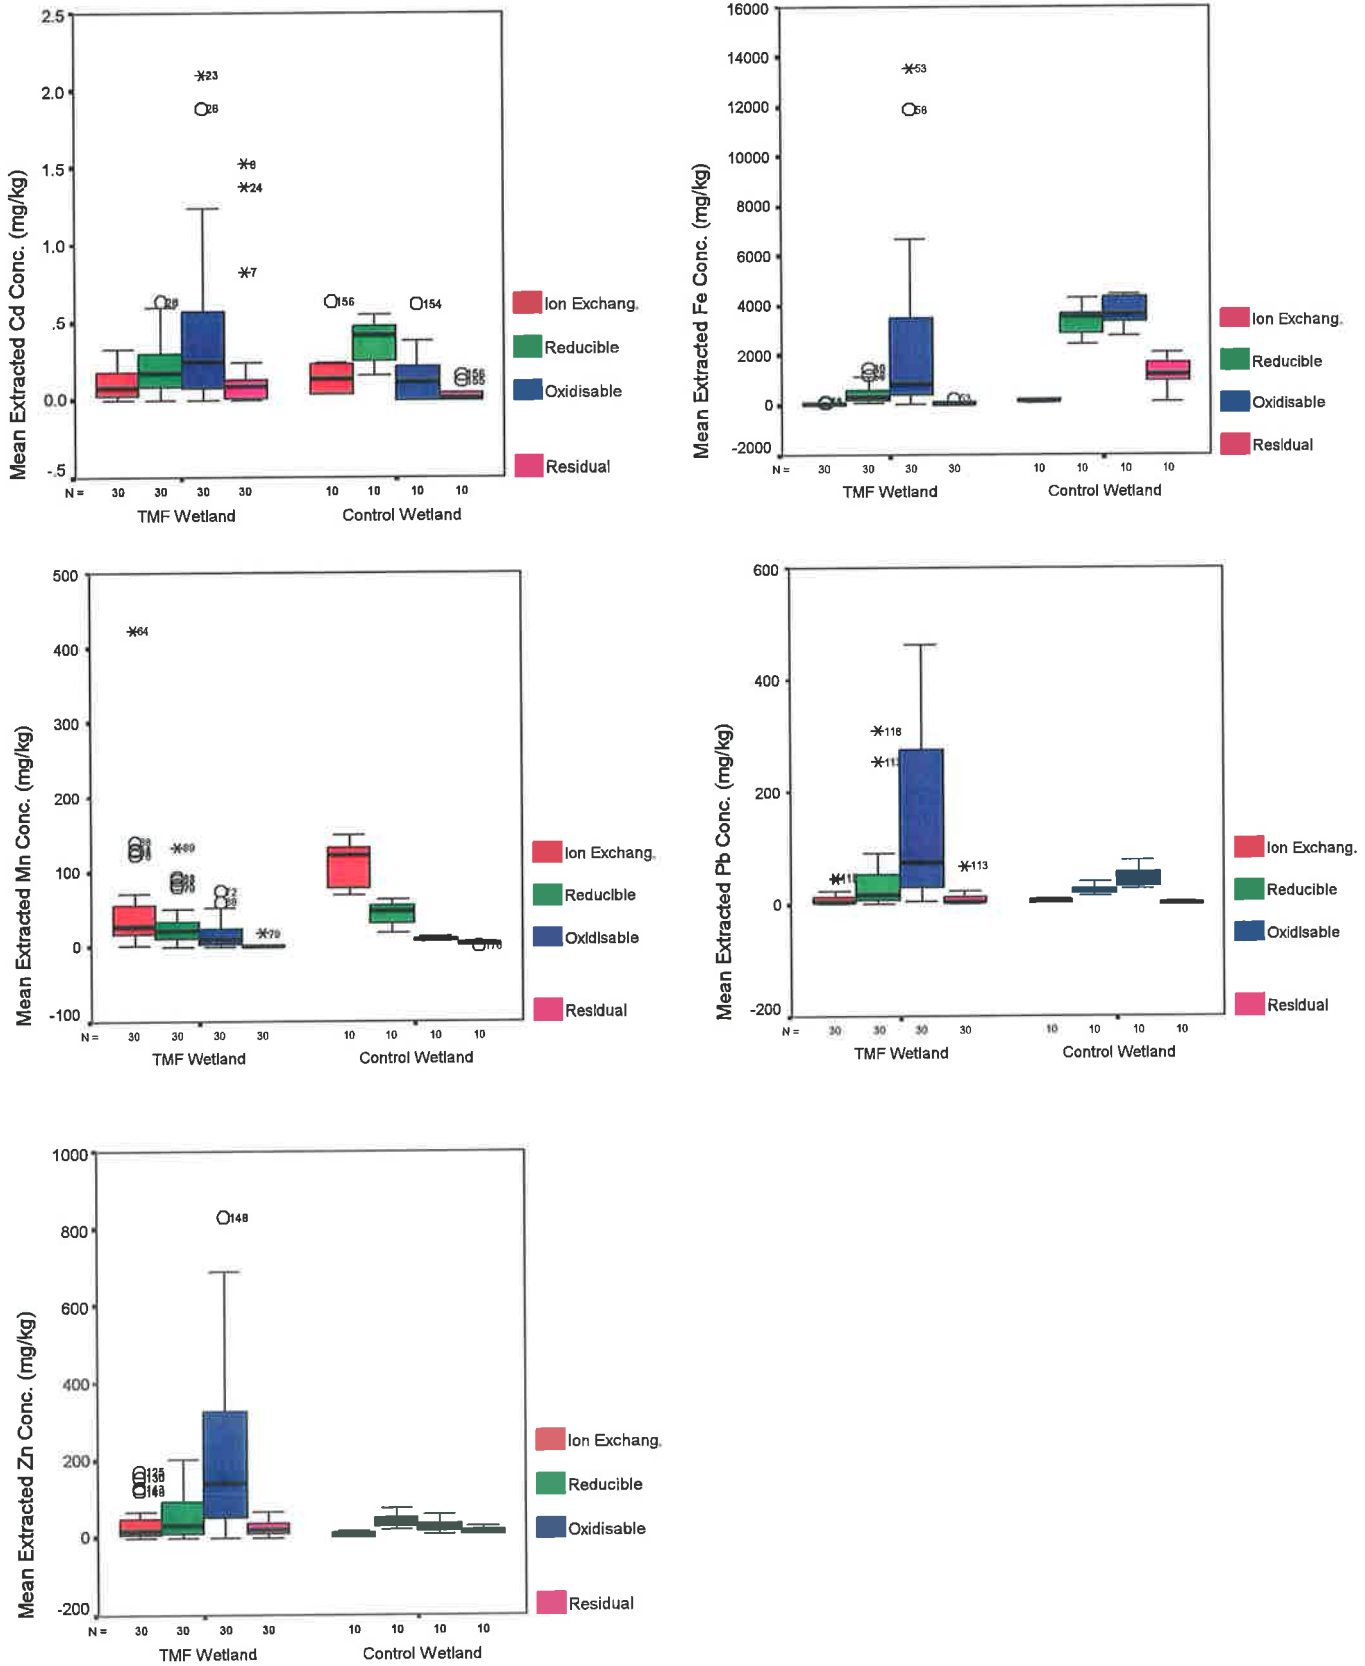 Mean Extracted Cd Conc. (mg/kg)
2.5
2.0
1.5
1.0
.5
0.0
-.5
23
26
28
8
24
7
156
154
156
155
N = 30 30 30 30 10 10 10 10
TMF Wetland Control Wetland
Ion Exchang.
Reducible
Oxidisable
Residual
Mean Extracted Fe Conc. (mg/kg)
16000
14000
12000
10000
8000
6000
4000
2000
0
-2000
53
56
N = 30 30 30 30 10 10 10 10
TMF Wetland Control Wetland
Ion Exchang.
Reducible
Oxidisable
Residual
Mean Extracted Mn Conc. (mg/kg)
500
400
300
200
100
0
-100
64
89
72
79
N = 30 30 30 30 10 10 10 10
TMF Wetland Control Wetland
Ion Exchang.
Reducible
Oxidisable
Residual
Mean Extracted Pb Conc. (mg/kg)
600
400
200
0
-200
118
113
N = 30 30 30 30 10 10 10 10
TMF Wetland Control Wetland
Ion Exchang.
Reducible
Oxidisable
Residual
Mean Extracted Zn Conc. (mg/kg)
1000
800
600
400
200
0
-200
148
125
130
N = 30 30 30 30 10 10 10 10
TMF Wetland Control Wetland
Ion Exchang.
Reducible
Oxidisable
Residual